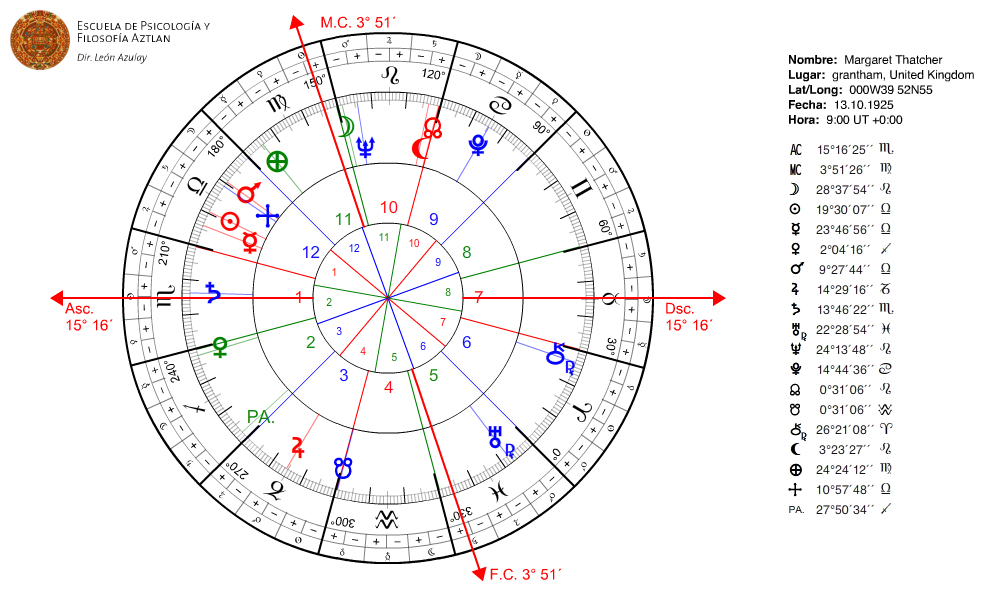 ESCUELA DE PSICOLOGÍA Y
FILOSOFÍA AZTLAN
Dir. León Azulay
M.C. 3° 51´
Nombre: Margaret Thatcher
Lugar: grantham, United Kingdom
Lat/Long: 000W39 52N55
Fecha: 13.10.1925
Hora: 9:00 UT +0:00
AC 15°16´25´´ ♏
MC 3°51´26´´ ♍
☽ 28°37´54´´ ♌
☉ 19°30´07´´ ♎
☿ 23°46´56´´ ♎
♀ 2°04´16´´ ♐
♂ 9°27´44´´ ♎
♃ 14°29´16´´ ♑
♄ 13°46´22´´ ♏
♅ ℞ 22°28´54´´ ♓
♆ 24°13´48´´ ♌
♇ 14°44´36´´ ♋
☊ 0°31´06´´ ♌
☋ 0°31´06´´ ♒
⚷ ℞ 26°21´08´´ ♈
☾ 3°23´27´´ ♌
⊕ 24°24´12´´ ♍
10°57´48´´ ♎
PA. 27°50´34´´ ♐
150°
120°
90°
60°
30°
0°
330°
300°
270°
240°
210°
180°
11
10
9
8
7
6
5
4
3
2
1
12
12
11
10
9
8
7
6
5
4
3
2
1
PA.
Asc.
15° 16´
Dsc.
15° 16´
F.C. 3° 51´